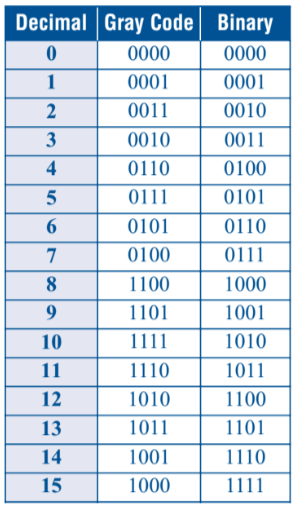 Decimal Gray Code Binary
0 0000 0000
1 0001 0001
2 0011 0010
3 0010 0011
4 0110 0100
5 0111 0101
6 0101 0110
7 0100 0111
8 1100 1000
9 1101 1001
10 1111 1010
11 1110 1011
12 1010 1100
13 1011 1101
14 1001 1110
15 1000 1111